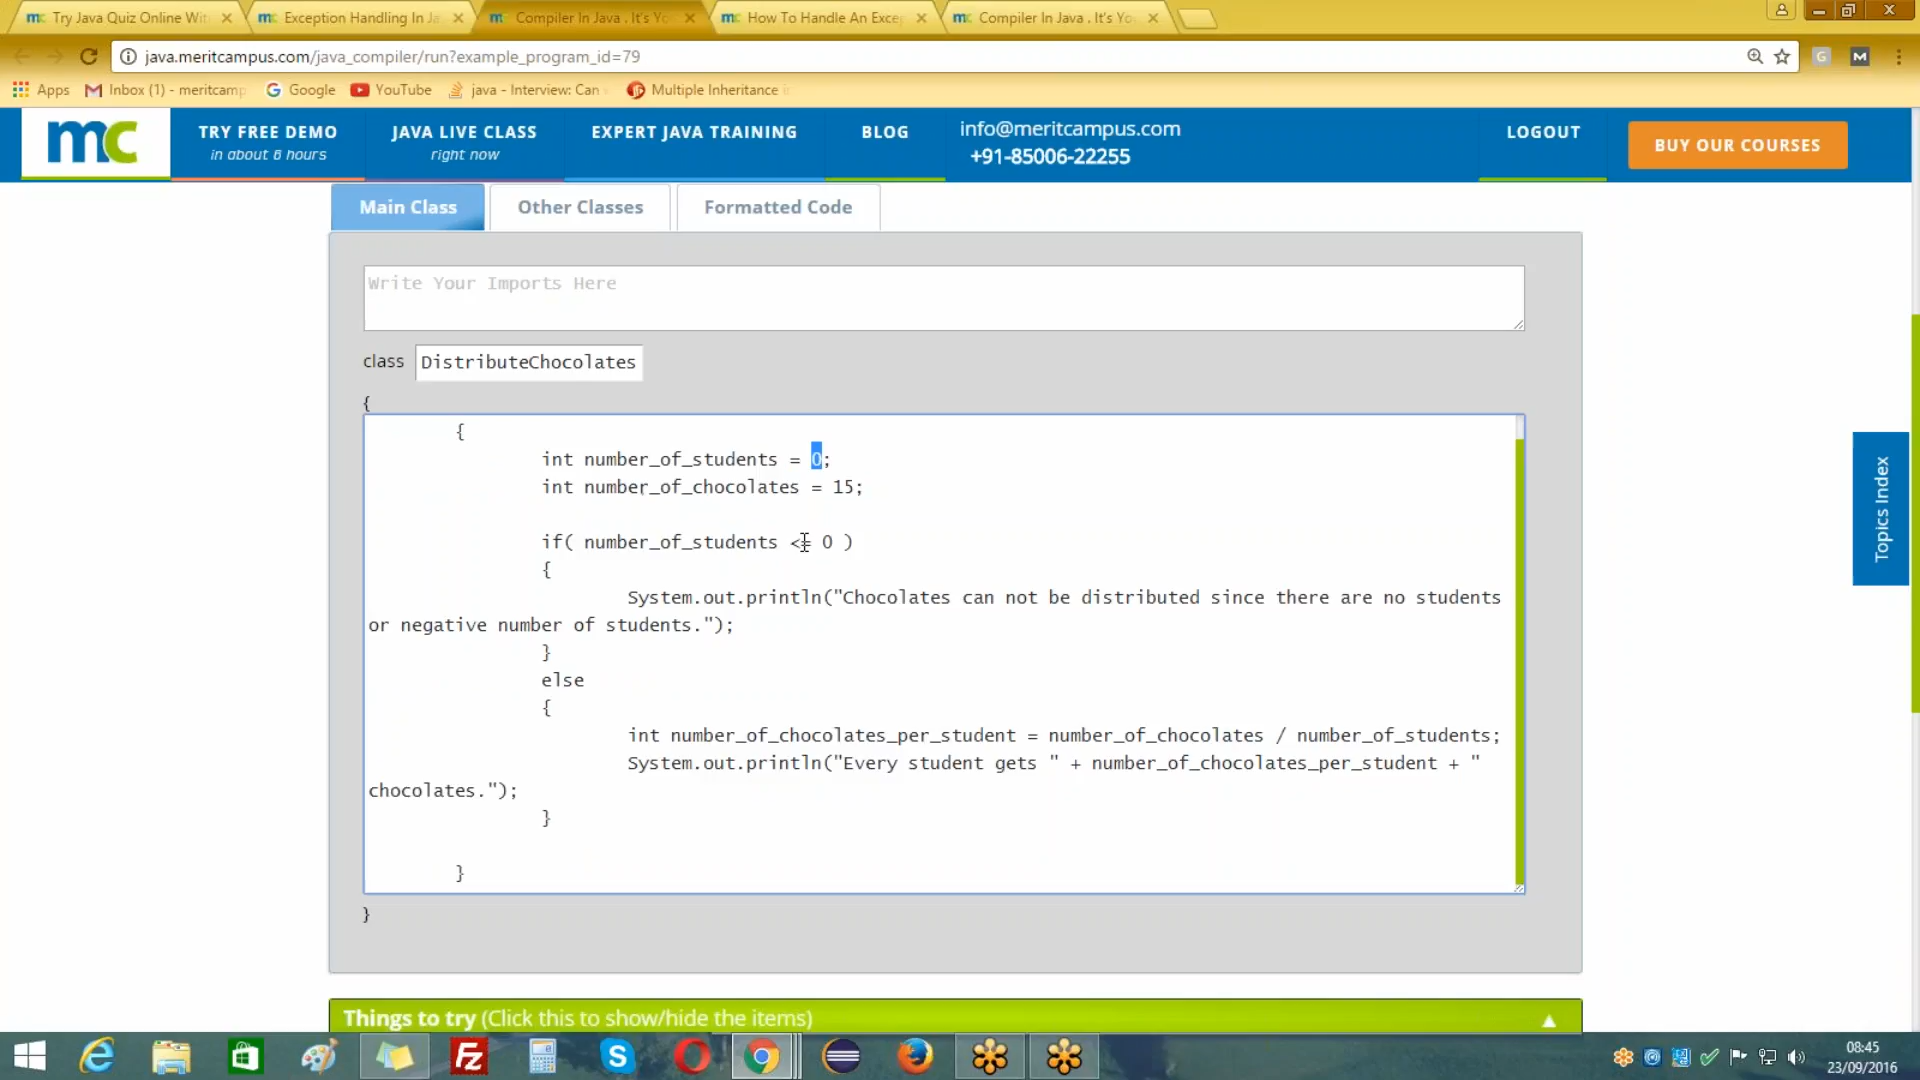 Try Java Quiz Online Wit
Exception Handling In Ja
Compiler In Java . It's Yo
How To Handle An Exce
Compiler In Java . It's Yo
java.meritcampus.com/java_compiler/run?example_program_id=79
Apps
Inbox (1) - meritcamp
Google
YouTube
java - Interview: Can
Multiple Inheritance i
mc
TRY FREE DEMO
in about 8 hours
JAVA LIVE CLASS
right now
EXPERT JAVA TRAINING
BLOG
info@meritcampus.com
+91-85006-22255
LOGOUT
BUY OUR COURSES
Main Class
Other Classes
Formatted Code
Write Your Imports Here
class DistributeChocolates
{
{
int number_of_students = 0;
int number_of_chocolates = 15;
if( number_of_students <= 0 )
{
System.out.println("Chocolates can not be distributed since there are no students
or negative number of students.");
}
else
{
int number_of_chocolates_per_student = number_of_chocolates / number_of_students;
System.out.println("Every student gets " + number_of_chocolates_per_student + "
chocolates.");
}
}
}
Topics Index
Things to try (Click this to show/hide the items)
08:45
23/09/2016